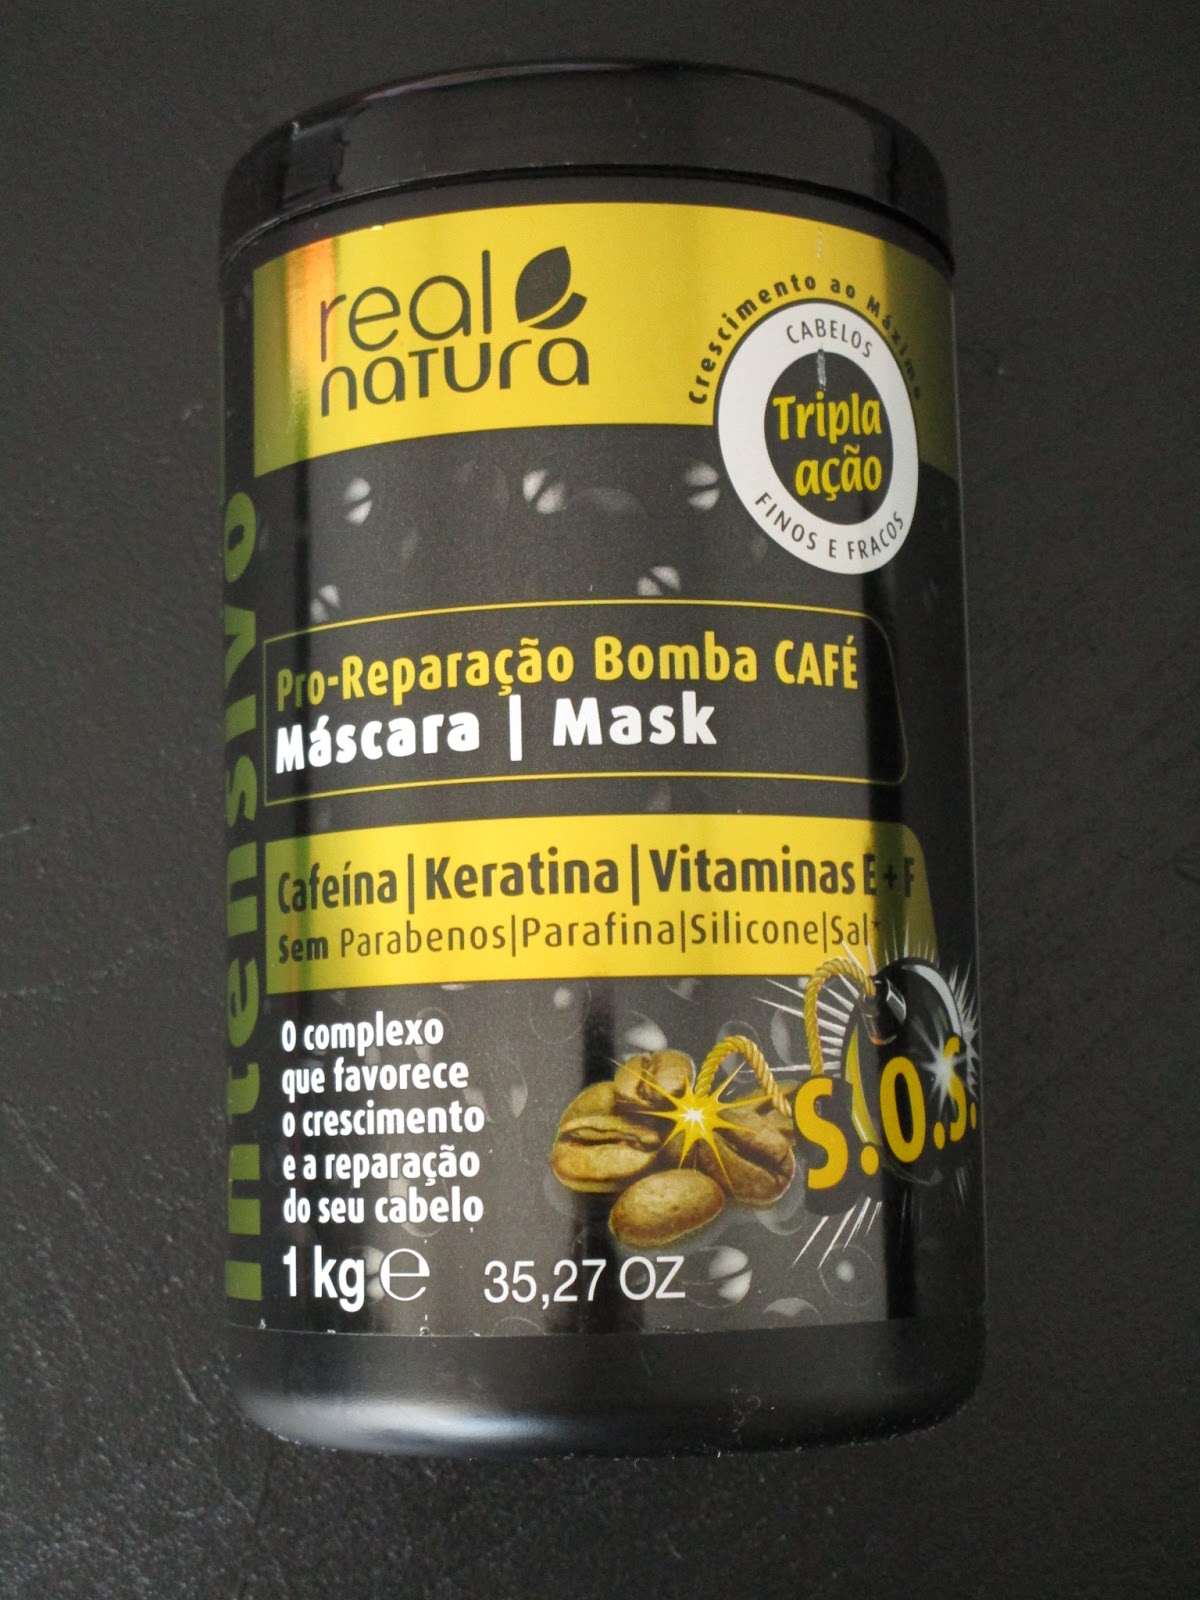 real
natura
Crescimento ao Máximo
CABELOS
Tripla
ação
FINOS E FRACOS
Intensivo
Pro-Reparação Bomba CAFÉ
Máscara | Mask
Cafeína|Keratina|Vitaminas E + F
Sem Parabenos|Parafina|Silicone|Sal*
O complexo
que favorece
o crescimento
e a reparação
do seu cabelo
S.O.S.
1 kg ℮ 35,27 OZ